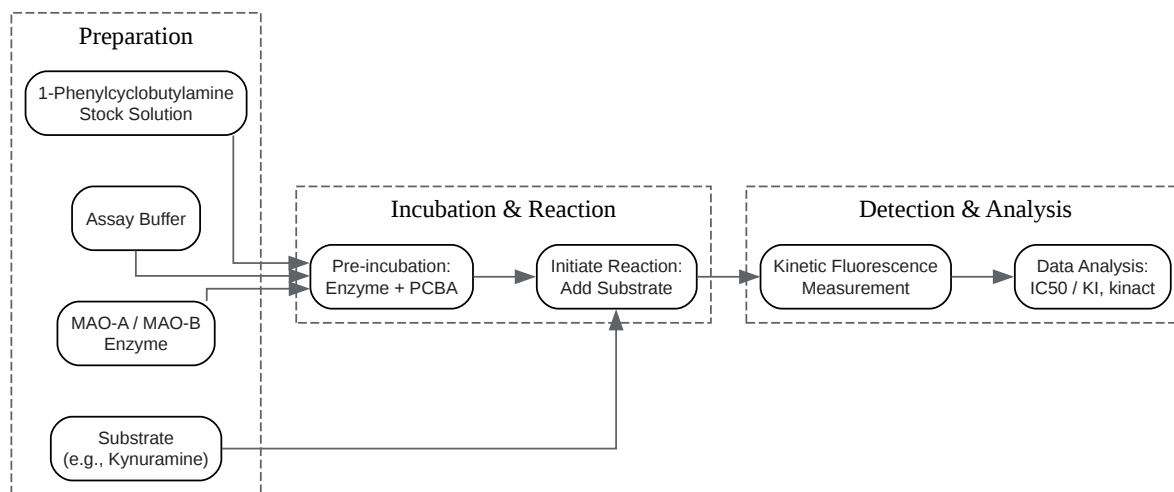 Preparation
1-Phenylcyclobutylamine
Stock Solution
Assay Buffer
MAO-A / MAO-B
Enzyme
Substrate
(e.g., Kynuramine)
Incubation & Reaction
Pre-incubation:
Enzyme + PCBA
Initiate Reaction:
Add Substrate
Detection & Analysis
Kinetic Fluorescence
Measurement
Data Analysis:
IC50 / KI, kinact